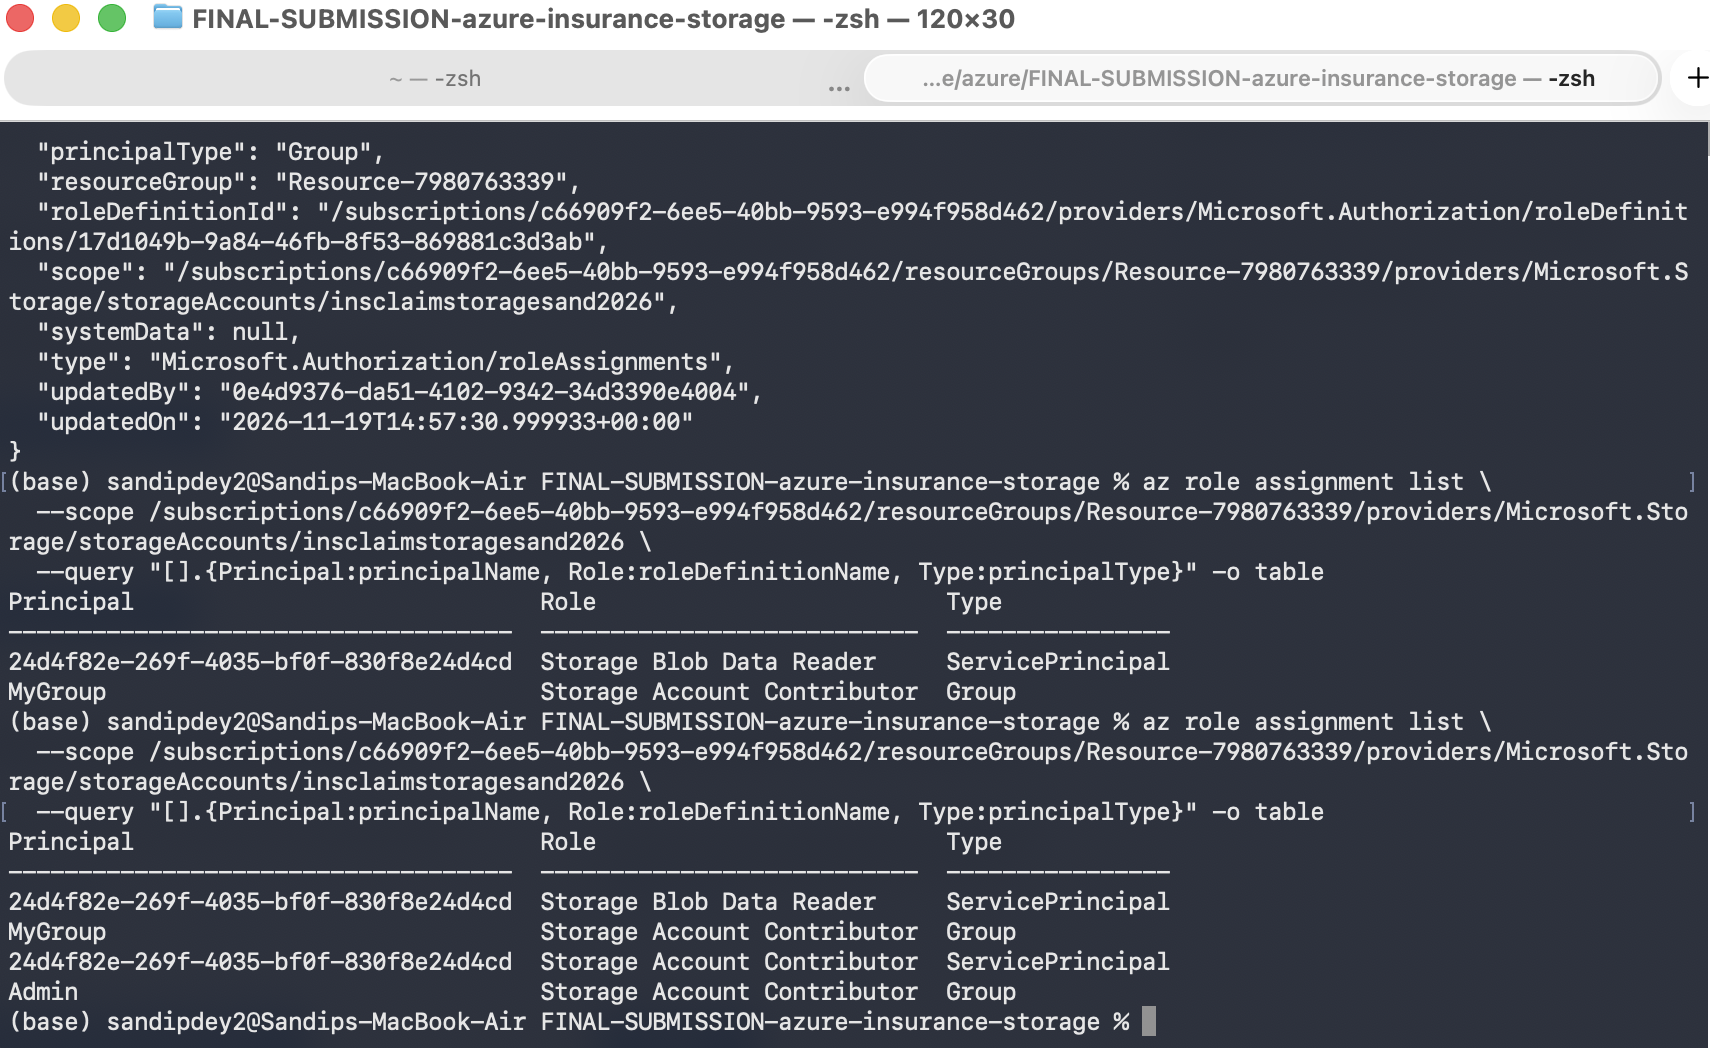 FINAL-SUBMISSION-azure-insurance-storage — -zsh — 120×30
~ — -zsh
...
...e/azure/FINAL-SUBMISSION-azure-insurance-storage — -zsh
+
"principalType": "Group",
"resourceGroup": "Resource-7980763339",
"roleDefinitionId": "/subscriptions/c66909f2-6ee5-40bb-9593-e994f958d462/providers/Microsoft.Authorization/roleDefinit
ions/17d1049b-9a84-46fb-8f53-869881c3d3ab",
"scope": "/subscriptions/c66909f2-6ee5-40bb-9593-e994f958d462/resourceGroups/Resource-7980763339/providers/Microsoft.S
torage/storageAccounts/insclaimstoragesand2026",
"systemData": null,
"type": "Microsoft.Authorization/roleAssignments",
"updatedBy": "0e4d9376-da51-4102-9342-34d3390e4004",
"updatedOn": "2026-11-19T14:57:30.999933+00:00"
}
[(base) sandipdey2@Sandips-MacBook-Air FINAL-SUBMISSION-azure-insurance-storage % az role assignment list \ ]
--scope /subscriptions/c66909f2-6ee5-40bb-9593-e994f958d462/resourceGroups/Resource-7980763339/providers/Microsoft.Sto
rage/storageAccounts/insclaimstoragesand2026 \
--query "[].{Principal:principalName, Role:roleDefinitionName, Type:principalType}" -o table
Principal Role Type
------------------------------------ --------------------------- ----------------
24d4f82e-269f-4035-bf0f-830f8e24d4cd Storage Blob Data Reader ServicePrincipal
MyGroup Storage Account Contributor Group
(base) sandipdey2@Sandips-MacBook-Air FINAL-SUBMISSION-azure-insurance-storage % az role assignment list \
--scope /subscriptions/c66909f2-6ee5-40bb-9593-e994f958d462/resourceGroups/Resource-7980763339/providers/Microsoft.Sto
rage/storageAccounts/insclaimstoragesand2026 \
[ --query "[].{Principal:principalName, Role:roleDefinitionName, Type:principalType}" -o table ]
Principal Role Type
------------------------------------ --------------------------- ----------------
24d4f82e-269f-4035-bf0f-830f8e24d4cd Storage Blob Data Reader ServicePrincipal
MyGroup Storage Account Contributor Group
24d4f82e-269f-4035-bf0f-830f8e24d4cd Storage Account Contributor ServicePrincipal
Admin Storage Account Contributor Group
(base) sandipdey2@Sandips-MacBook-Air FINAL-SUBMISSION-azure-insurance-storage %